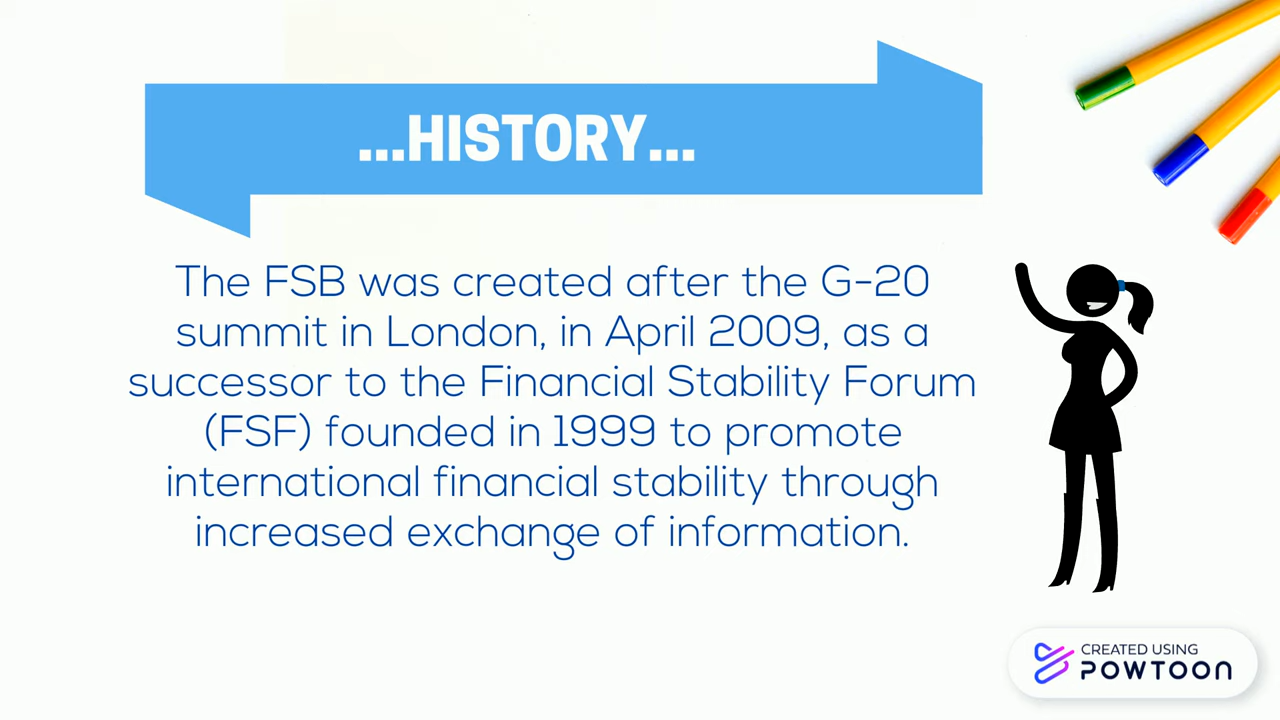 ...HISTORY...
The FSB was created after the G-20
summit in London, in April 2009, as a
successor to the Financial Stability Forum
(FSF) founded in 1999 to promote
international financial stability through
increased exchange of information.
CREATED USING
POWTOON